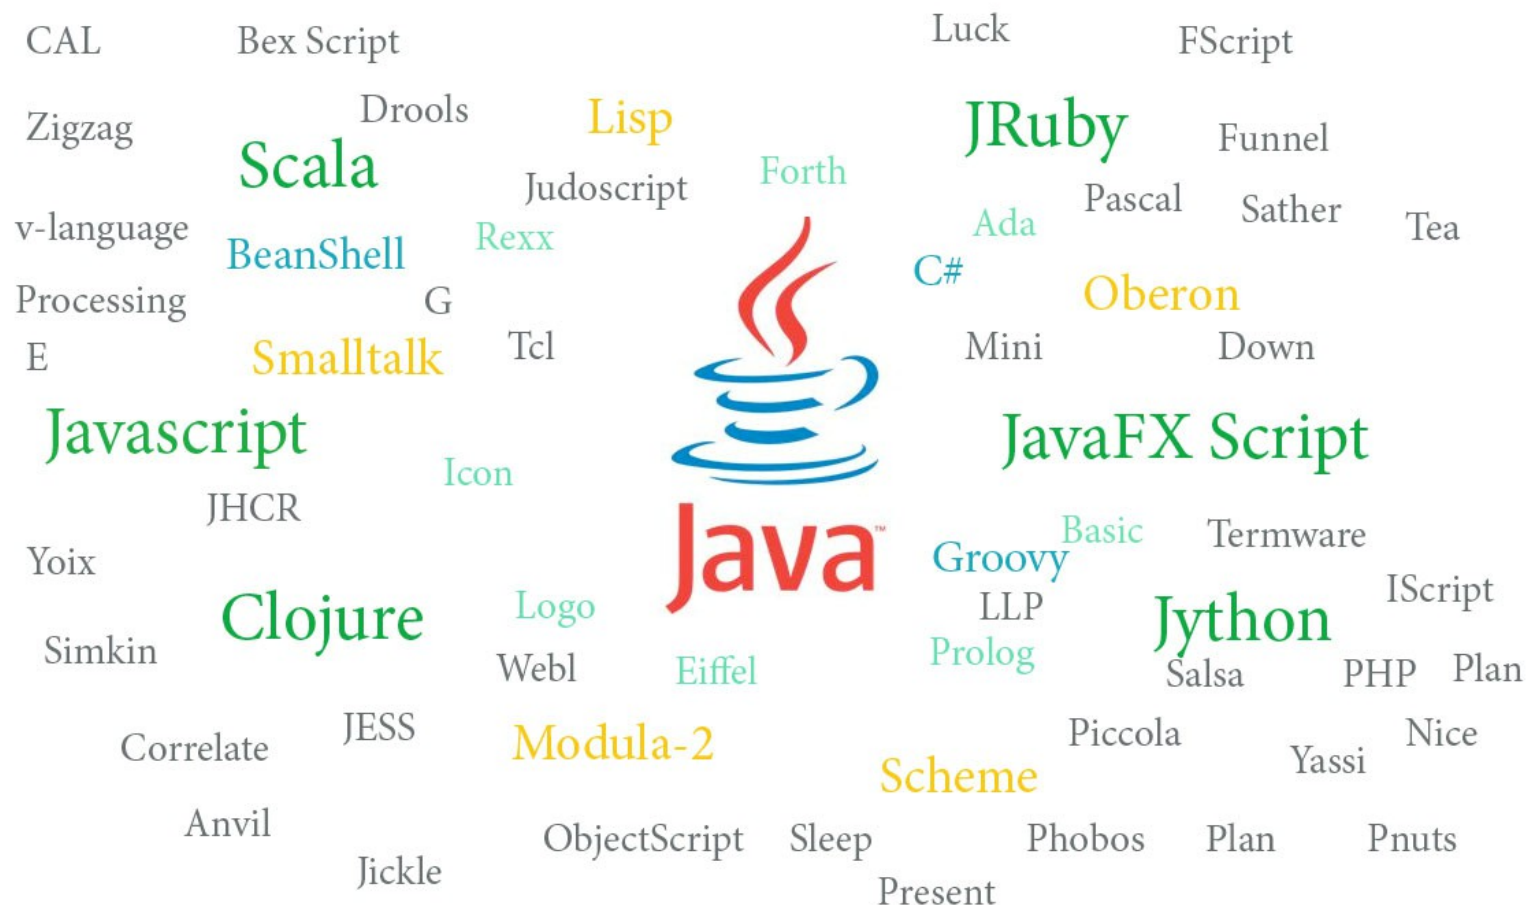 CAL
Bex Script
Luck
FScript
Zigzag
Drools
Lisp
JRuby
Funnel
Scala
Judoscript
Forth
Pascal
Sather
Tea
v-language
BeanShell
Rexx
Ada
C#
Processing
G
Oberon
E
Smalltalk
Tcl
Mini
Down
Javascript
JavaFX Script
Icon
JHCR
Java™
Basic
Termware
Yoix
Groovy
IScript
Clojure
Logo
LLP
Jython
Simkin
Webl
Eiffel
Prolog
Salsa
PHP
Plan
Correlate
JESS
Modula-2
Piccola
Nice
Scheme
Yassi
Anvil
ObjectScript
Sleep
Phobos
Plan
Pnuts
Jickle
Present